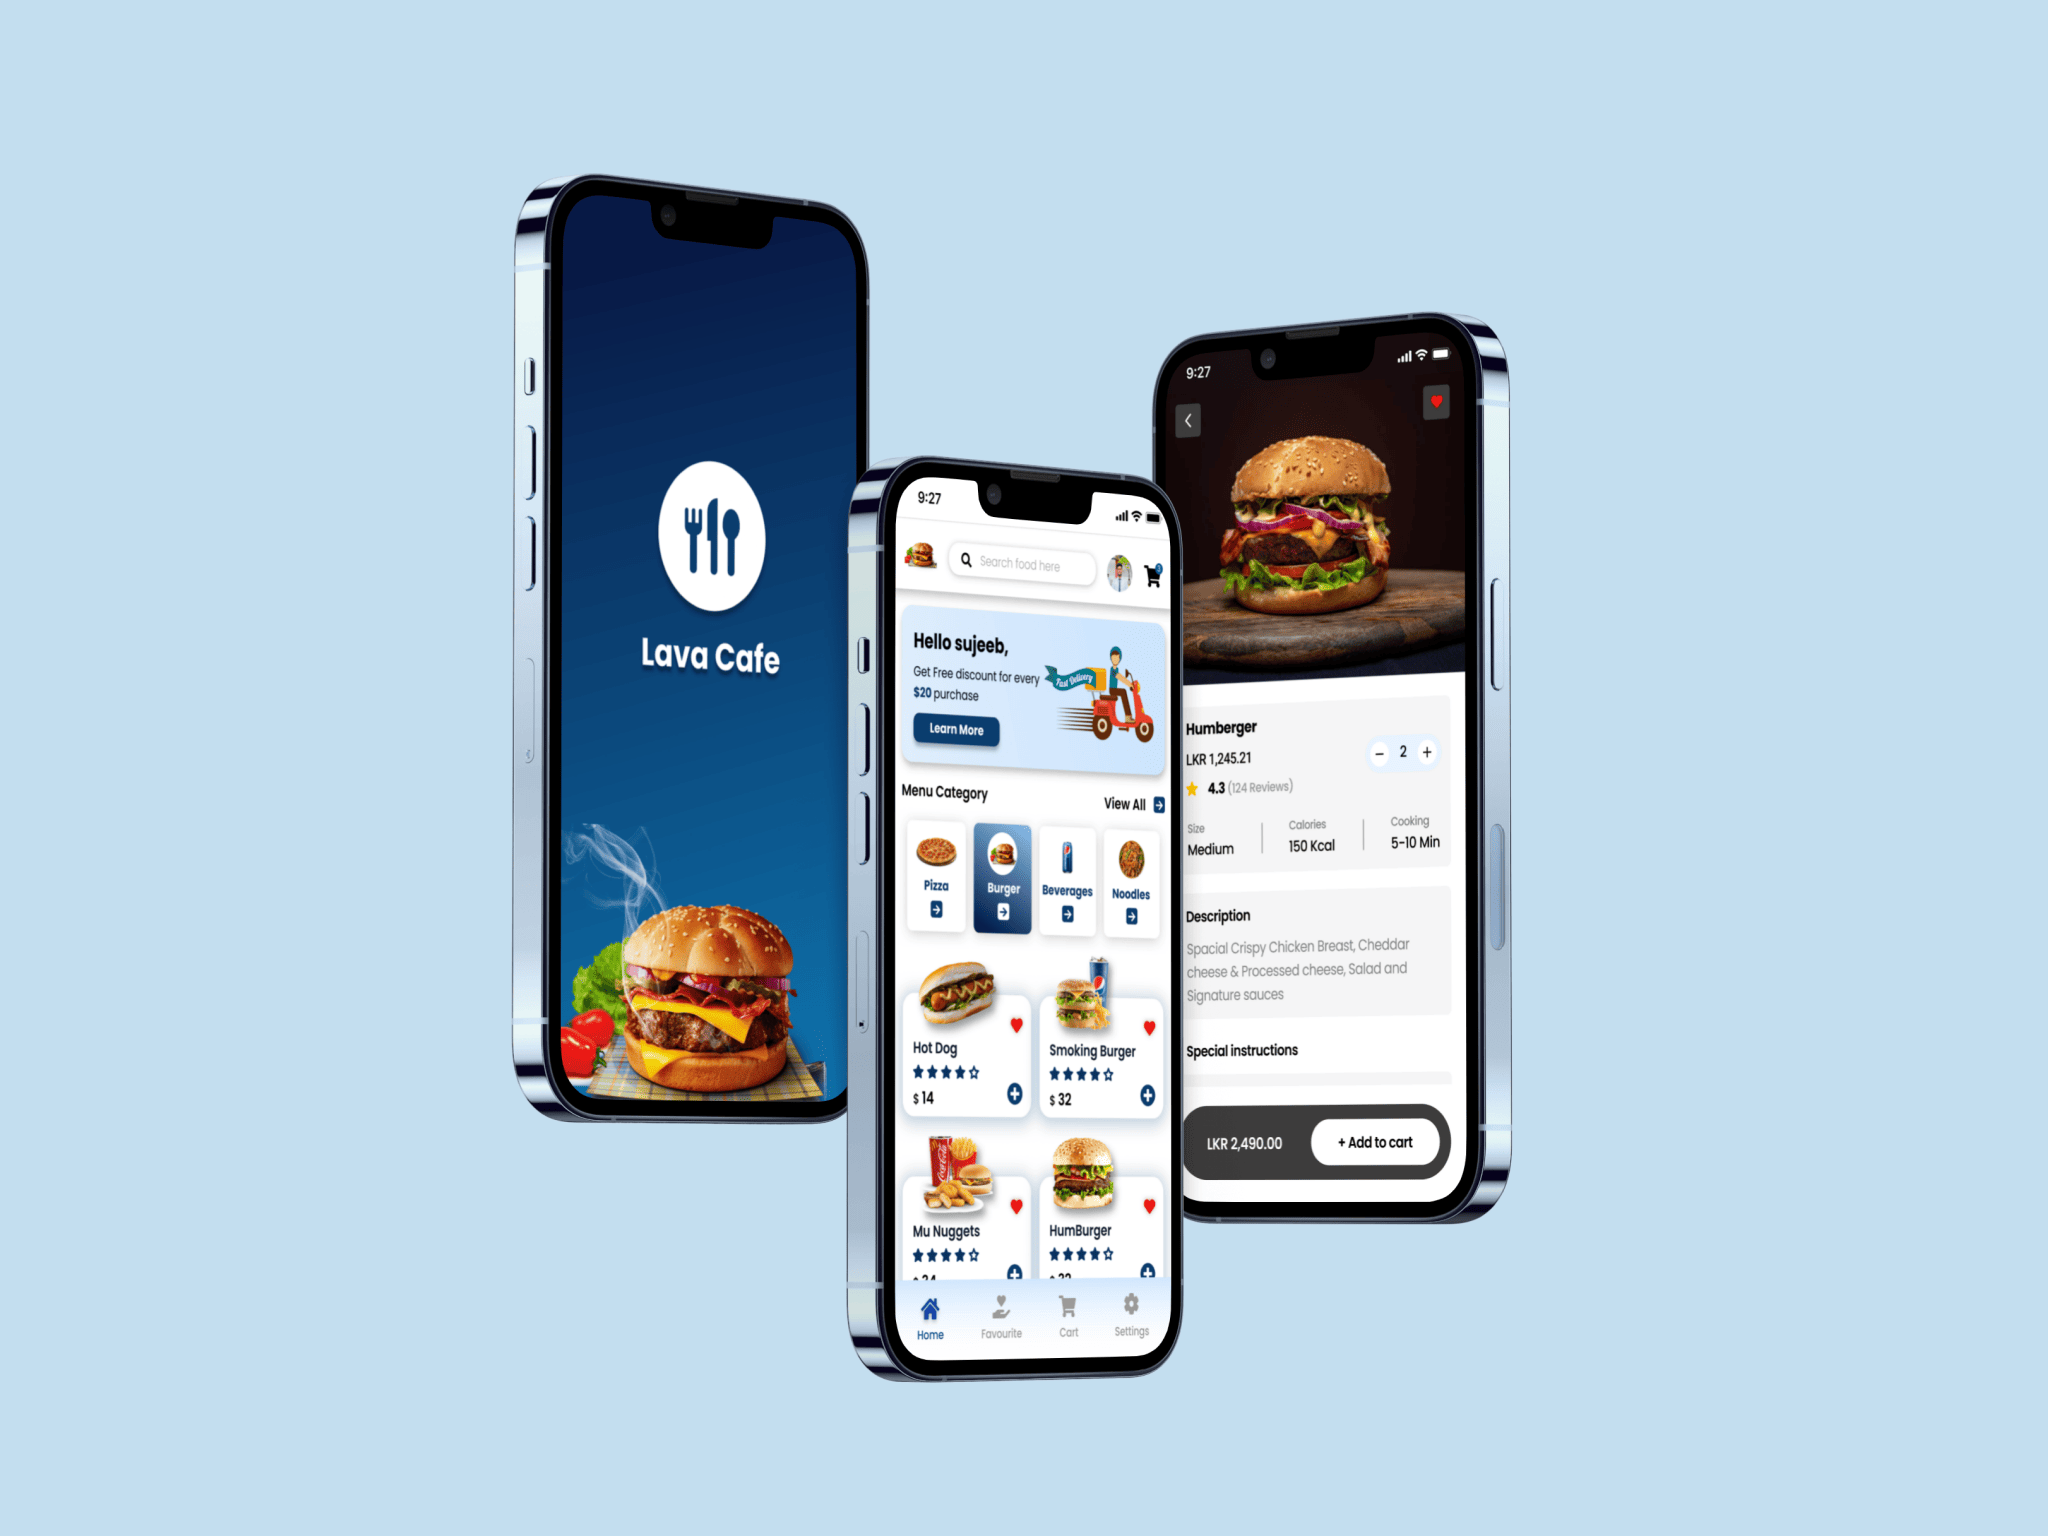 Lava Cafe
9:27
Search food here
Hello sujeeb,
Get Free discount for every
$20 purchase
Learn More
Fast Delivery
Menu Category
View All
Pizza
Burger
Beverages
Noodles
Hot Dog
$ 14
Smoking Burger
$ 32
Coca-Cola
Mu Nuggets
HumBurger
Home
Favourite
Cart
Settings
9:27
Humberger
LKR 1,245.21
2
4.3 (124 Reviews)
Size
Medium
Calories
150 Kcal
Cooking
5-10 Min
Description
Spacial Crispy Chicken Breast, Cheddar
cheese & Processed cheese, Salad and
Signature sauces
Special instructions
LKR 2,490.00
+ Add to cart